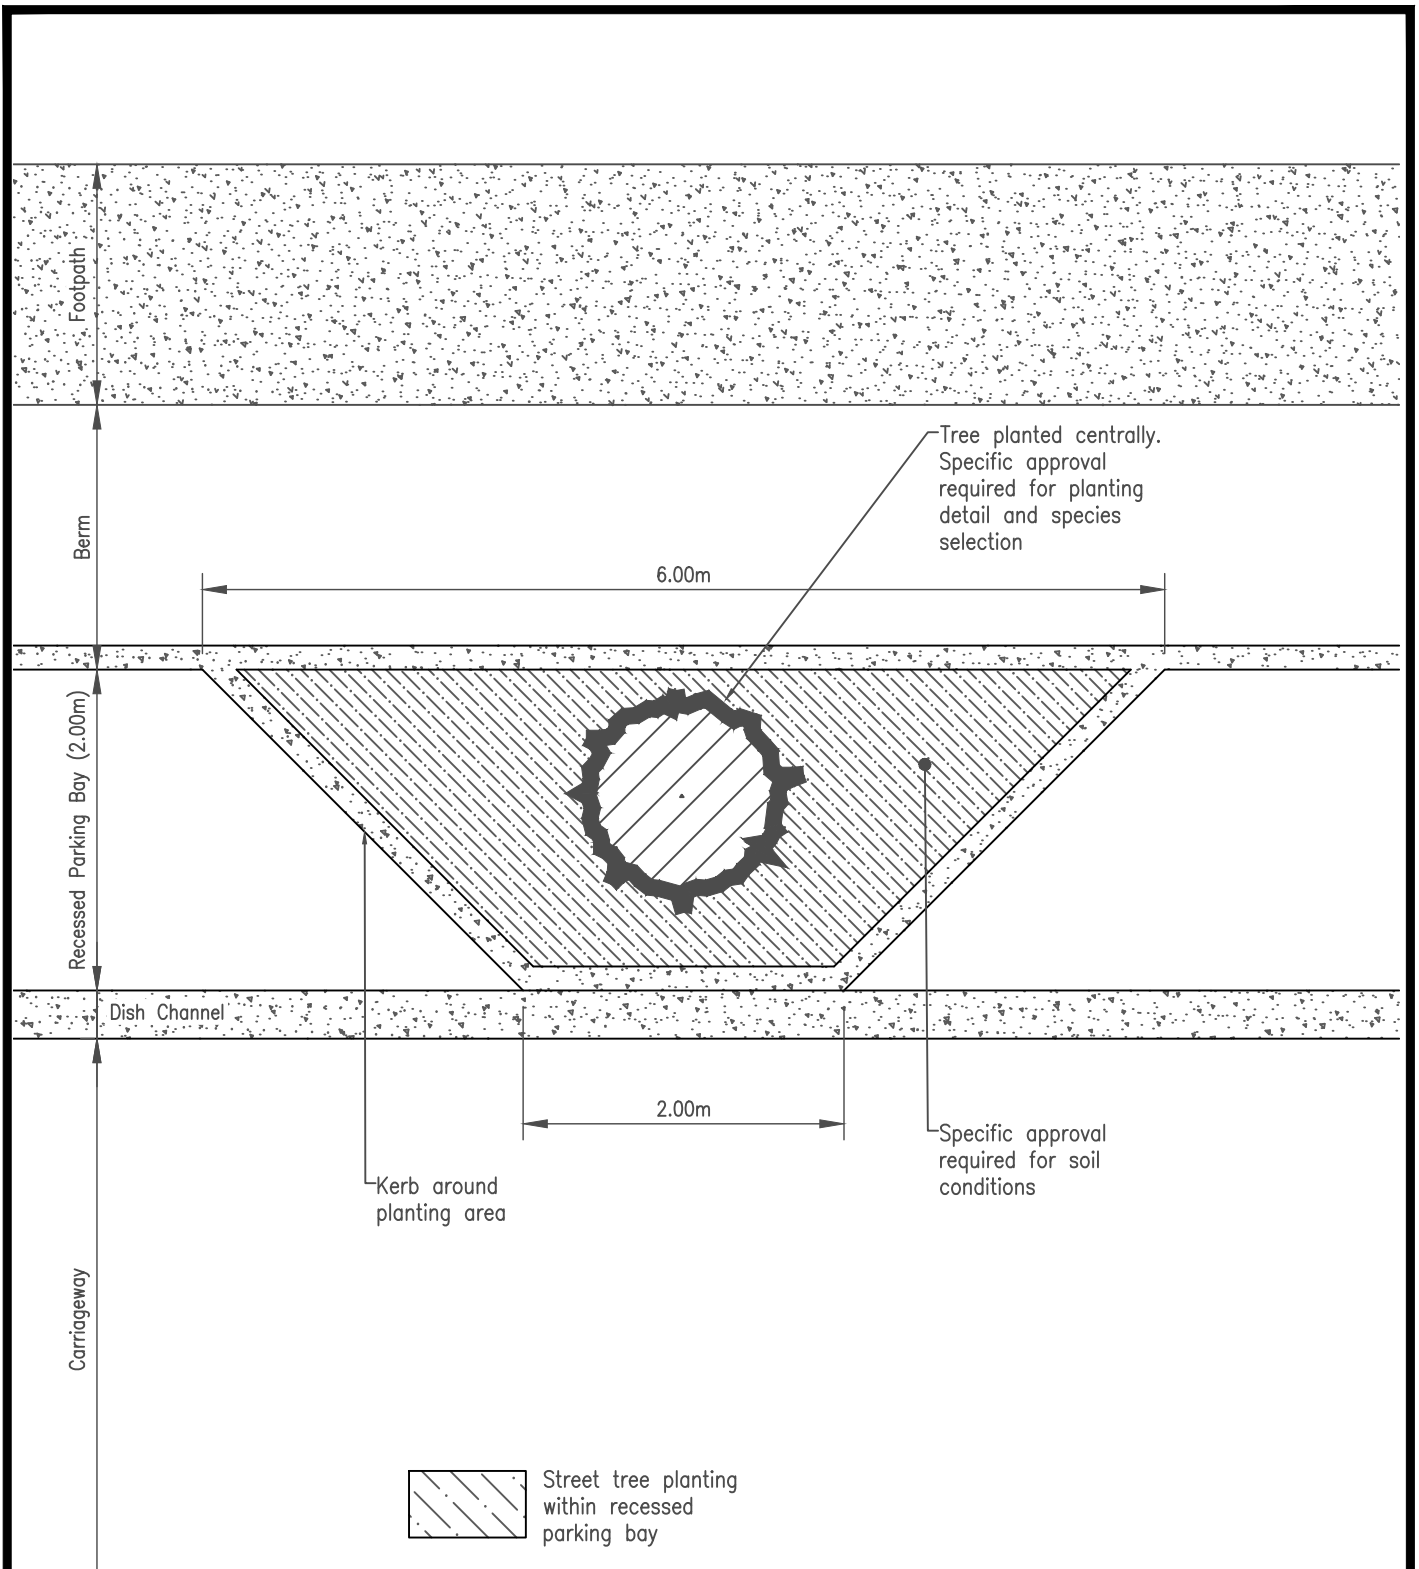 Footpath
Tree planted centrally.
Specific approval
required for planting
detail and species
selection
Berm
6.00m
Recessed Parking Bay (2.00m)
Dish Channel
2.00m
Specific approval
required for soil
conditions
Kerb around
planting area
Carriageway
Street tree planting
within recessed
parking bay